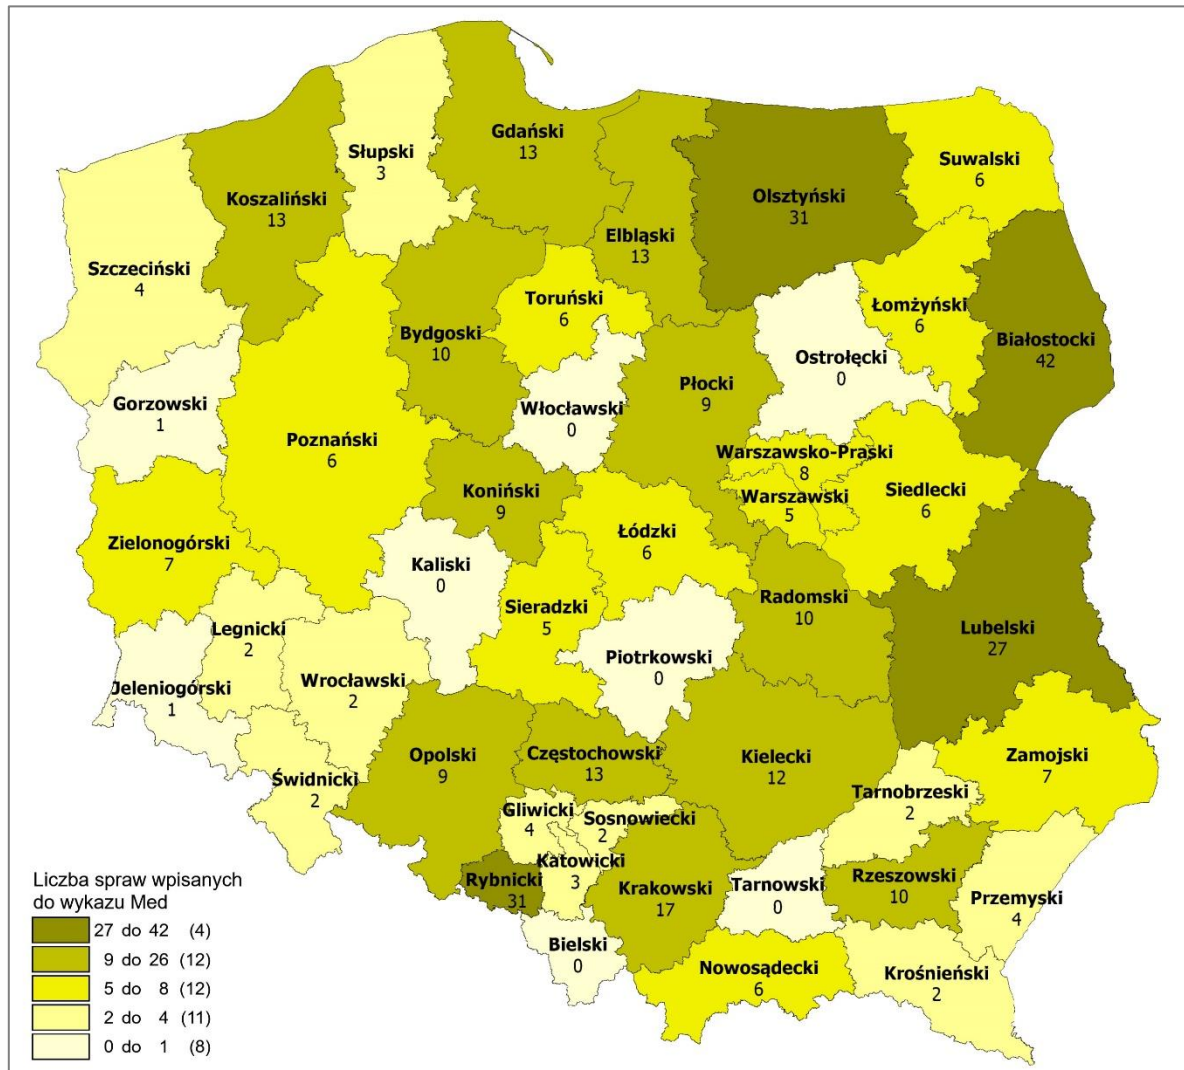 Gdański
13
Słupski
3
Suwalski
6
Koszaliński
13
Olsztyński
31
Elbląski
13
Szczeciński
4
Toruński
6
Łomżyński
6
Bydgoski
10
Białostocki
42
Ostrołęcki
0
Płocki
9
Gorzowski
1
Włocławski
0
Poznański
6
Warszawsko-Praski
8
Koniński
9
Warszawski
5
Siedlecki
6
Łódzki
6
Zielonogórski
7
Kaliski
0
Radomski
10
Sieradzki
5
Legnicki
2
Lubelski
27
Piotrkowski
0
Jeleniogórski
1
Wrocławski
2
Opolski
9
Częstochowski
13
Kielecki
12
Zamojski
7
Świdnicki
2
Tarnobrzeski
2
Gliwicki
4
Sosnowiecki
2
Katowicki
3
Rybnicki
31
Krakowski
17
Tarnowski
0
Rzeszowski
10
Przemyski
4
Bielski
0
Nowosądecki
6
Krośnieński
2
Liczba spraw wpisanych
do wykazu Med
27 do 42 (4)
9 do 26 (12)
5 do 8 (12)
2 do 4 (11)
0 do 1 (8)